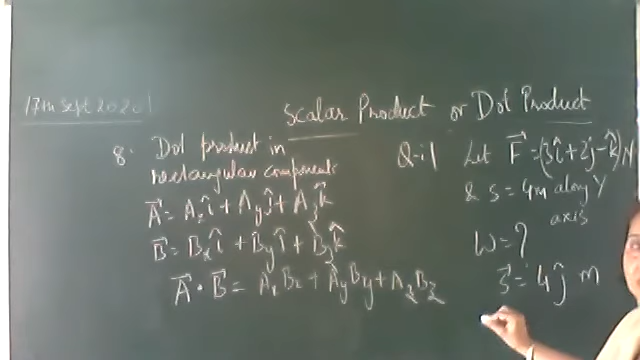 17th Sept 2020
Scalar Product or Dot Product
8. Dot product in
rectangular components
A⃗ = Aₓî + A_yĵ + A_zk̂
B⃗ = Bₓî + B_yĵ + B_zk̂
A⃗ · B⃗ = AₓBₓ + A_yB_y + A_zB_z
Q-1 Let F⃗ = (3î + 2ĵ - k̂) N
& S = 4m along Y
axis
W = ?
S⃗ = 4ĵ m